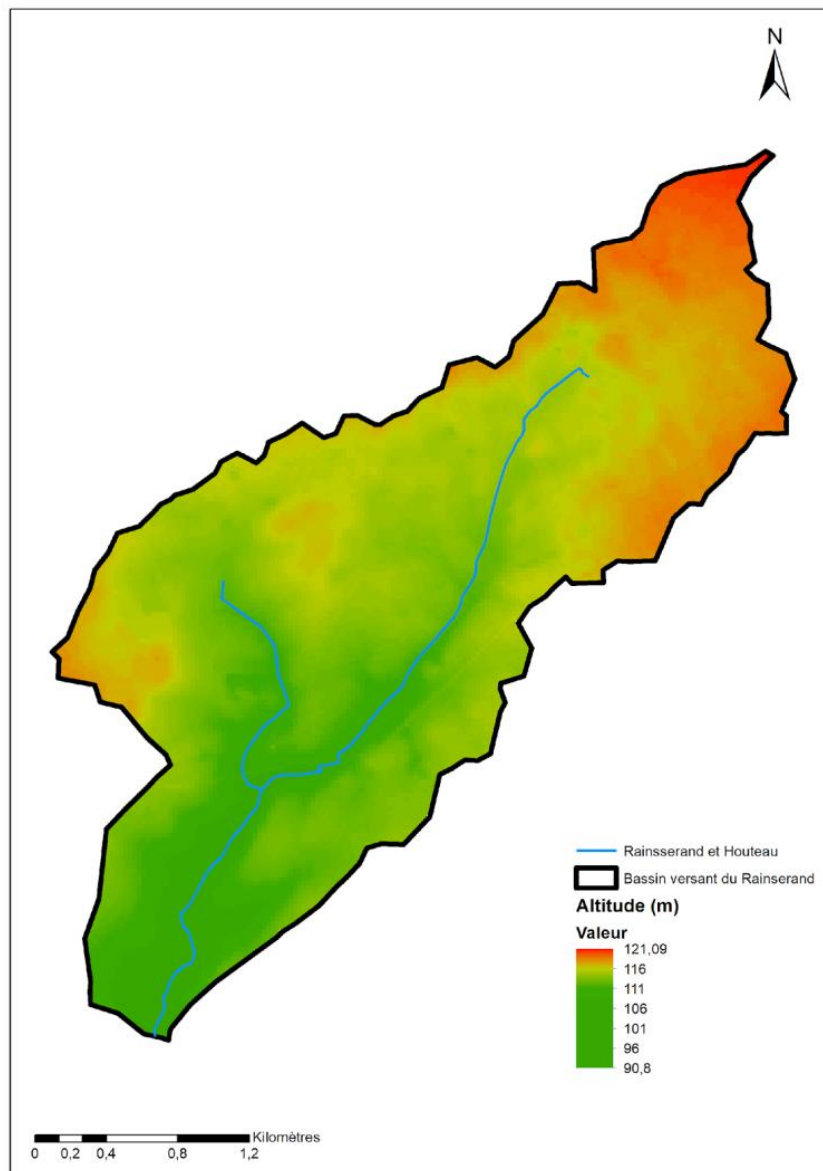 N
Rainsserand et Houteau
Bassin versant du Rainserand
Altitude (m)
Valeur
121,09
116
111
106
101
96
90,8
Kilomètres
0 0,2 0,4 0,8 1,2